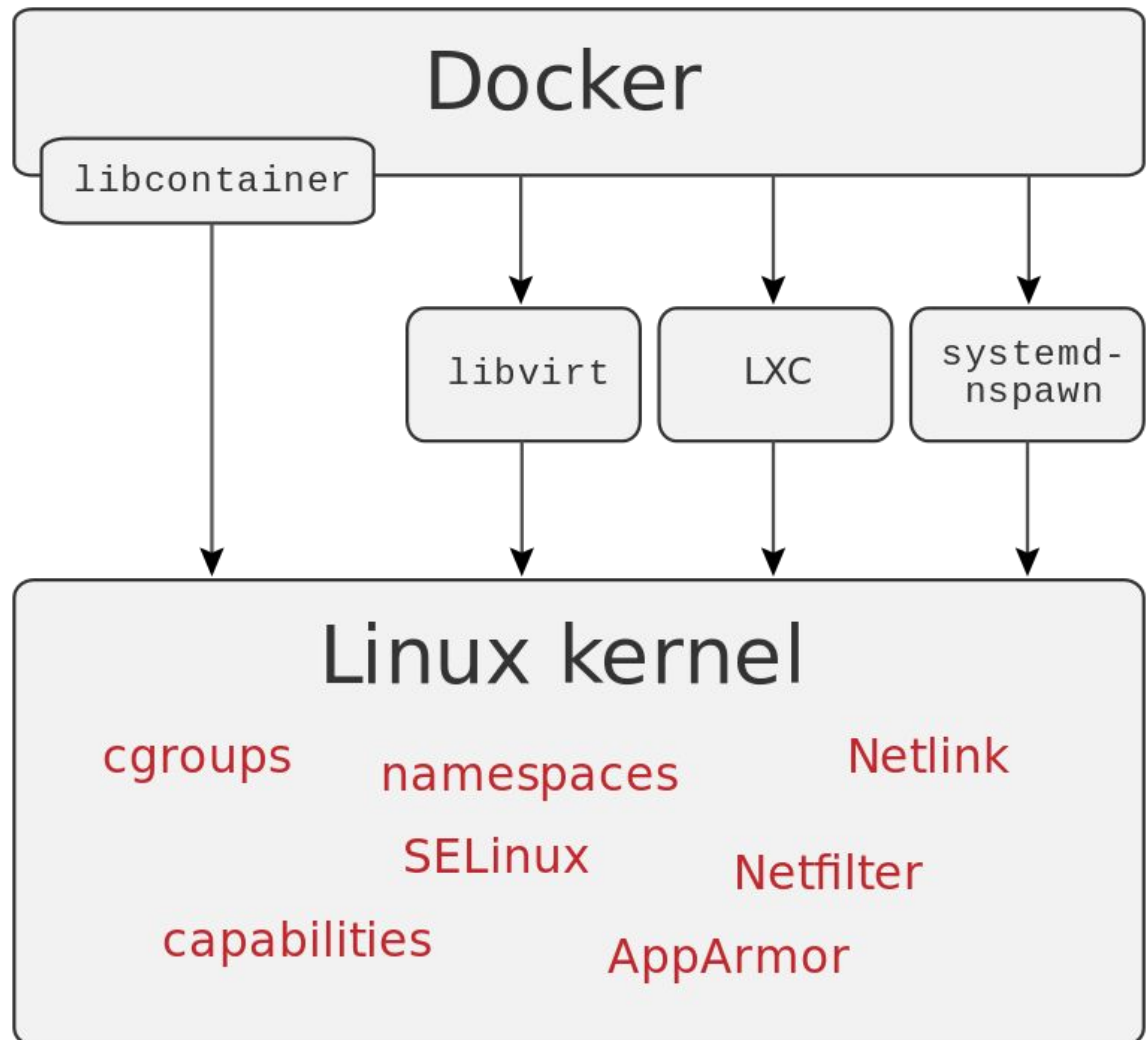 Docker
libcontainer
libvirt
LXC
systemd-
nspawn
Linux kernel
cgroups
namespaces
Netlink
SELinux
Netfilter
capabilities
AppArmor